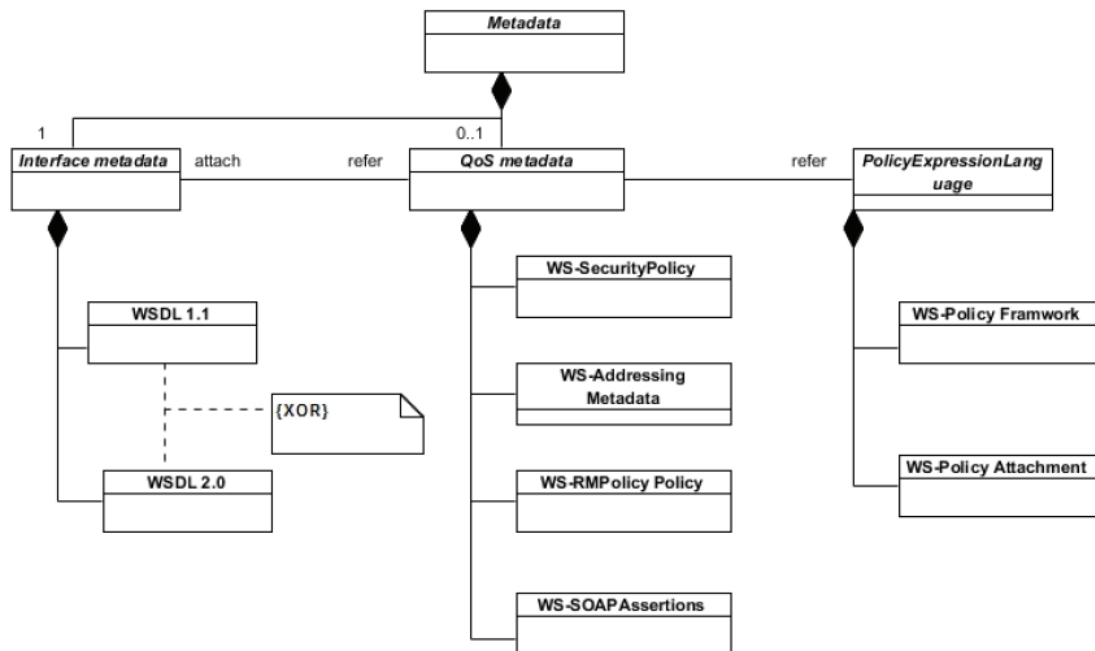 Metadata
1
0..1
Interface metadata
attach
refer
QoS metadata
refer
PolicyExpressionLang
uage
WS-SecurityPolicy
WSDL 1.1
WS-Policy Framwork
WS-Addressing
Metadata
{XOR}
WSDL 2.0
WS-RMPolicy Policy
WS-Policy Attachment
WS-SOAPAssertions